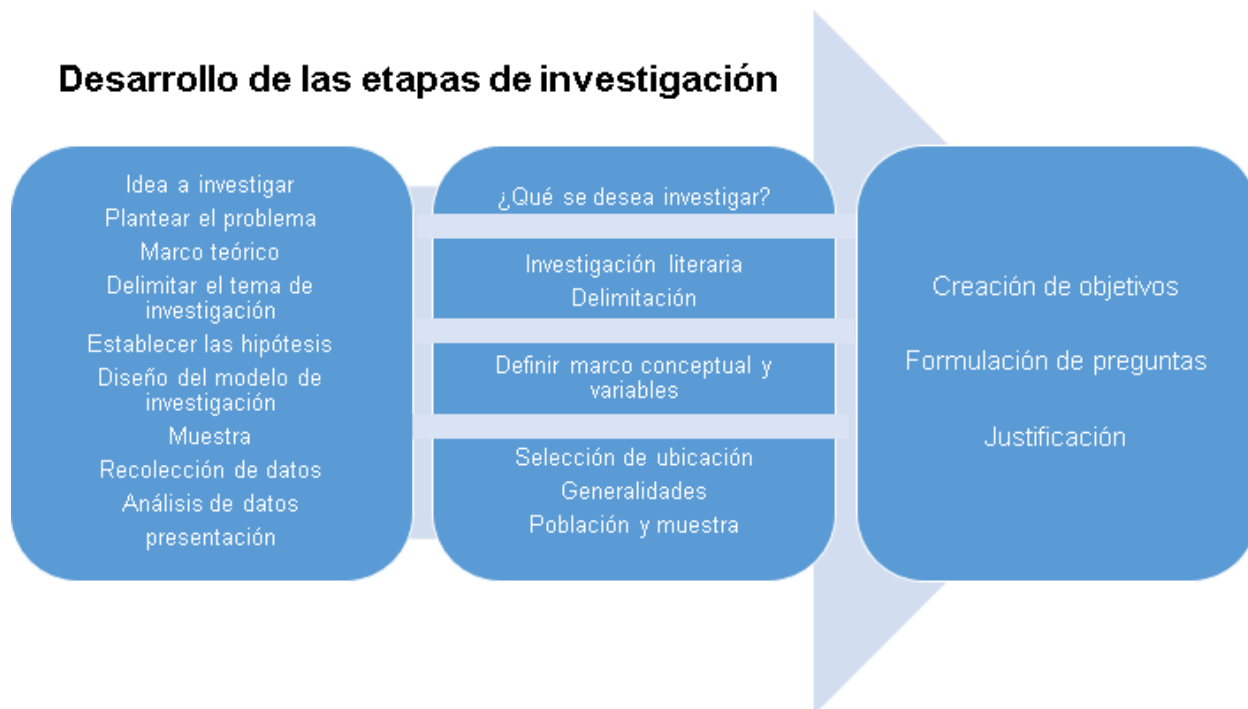 Desarrollo de las etapas de investigación
Idea a investigar
Plantear el problema
Marco teórico
Delimitar el tema de
investigación
Establecer las hipótesis
Diseño del modelo de
investigación
Muestra
Recolección de datos
Análisis de datos
presentación
¿Qué se desea investigar?
Investigación literaria
Delimitación
Definir marco conceptual y
variables
Selección de ubicación
Generalidades
Población y muestra
Creación de objetivos
Formulación de preguntas
Justificación